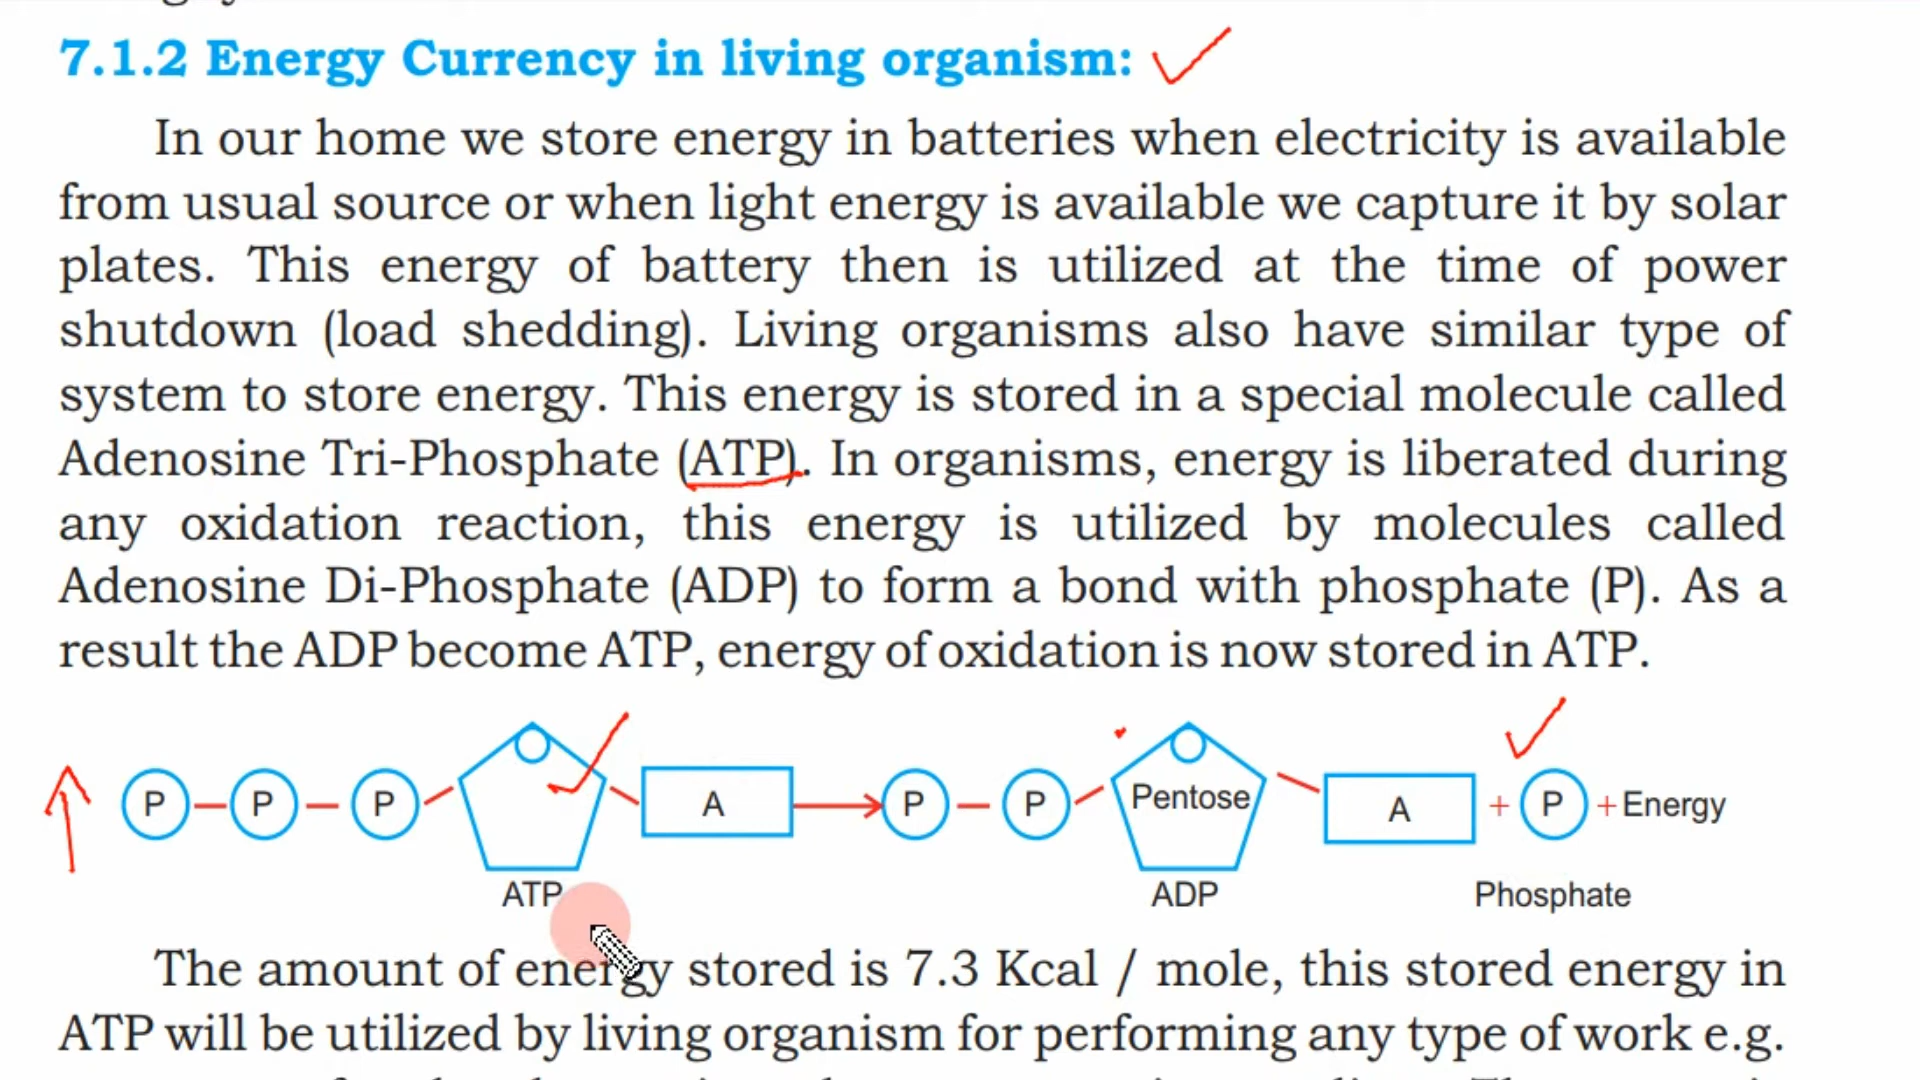 7.1.2 Energy Currency in living organism:
In our home we store energy in batteries when electricity is available
from usual source or when light energy is available we capture it by solar
plates. This energy of battery then is utilized at the time of power
shutdown (load shedding). Living organisms also have similar type of
system to store energy. This energy is stored in a special molecule called
Adenosine Tri-Phosphate (ATP). In organisms, energy is liberated during
any oxidation reaction, this energy is utilized by molecules called
Adenosine Di-Phosphate (ADP) to form a bond with phosphate (P). As a
result the ADP become ATP, energy of oxidation is now stored in ATP.
P P P A P P Pentose A + P + Energy
ATP ADP Phosphate
The amount of energy stored is 7.3 Kcal / mole, this stored energy in
ATP will be utilized by living organism for performing any type of work e.g.